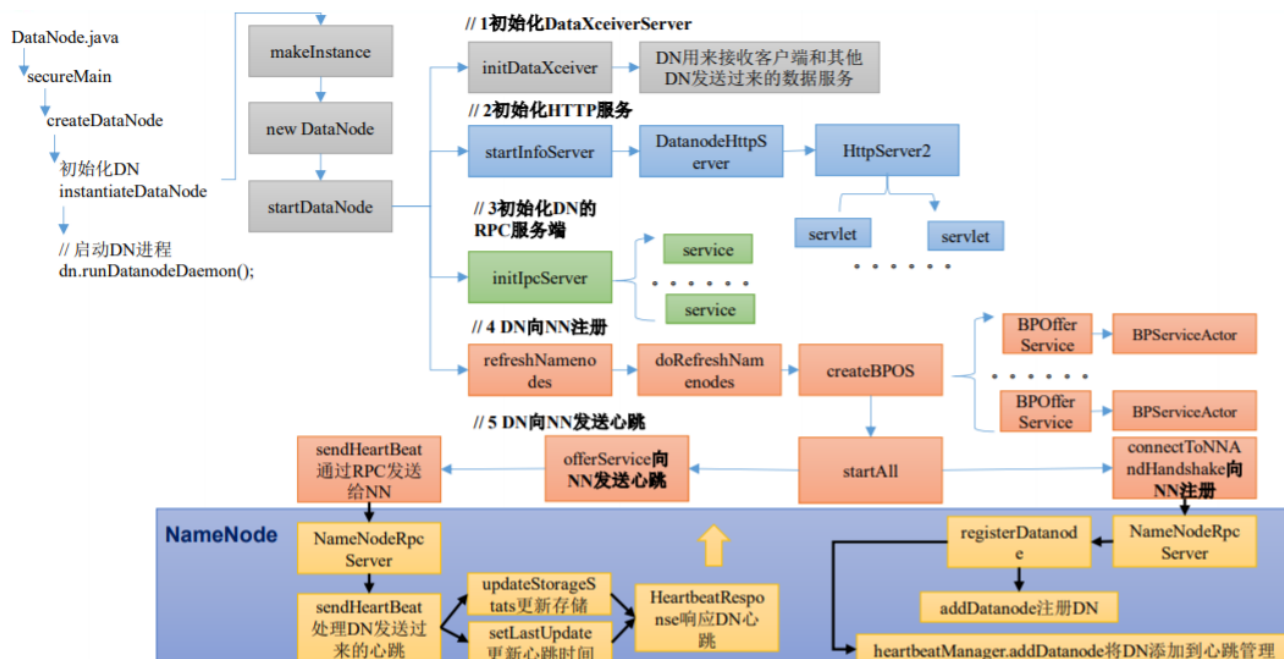 DataNode.java
secureMain
createDataNode
初始化DN
instantiateDataNode
// 启动DN进程
dn.runDatanodeDaemon();
makeInstance
new DataNode
startDataNode
// 1初始化DataXceiverServer
initDataXceiver
DN用来接收客户端和其他
DN发送过来的数据服务
// 2初始化HTTP服务
startInfoServer
DatanodeHttpS
erver
HttpServer2
servlet
servlet
// 3初始化DN的
RPC服务端
initIpcServer
service
service
// 4 DN向NN注册
refreshNameno
des
doRefreshNam
enodes
createBPOS
BPOffer
Service
BPServiceActor
BPOffer
Service
BPServiceActor
// 5 DN向NN发送心跳
sendHeartBeat
通过RPC发送
给NN
offerService向
NN发送心跳
startAll
connectToNNA
ndHandshake向
NN注册
NameNode
NameNodeRpc
Server
sendHeartBeat
处理DN发送过
来的心跳
updateStorageS
tats更新存储
setLastUpdate
更新心跳时间
HeartbeatRespo
nse响应DN心
跳
registerDatanod
e
NameNodeRpc
Server
addDatanode注册DN
heartbeatManager.addDatanode将DN添加到心跳管理